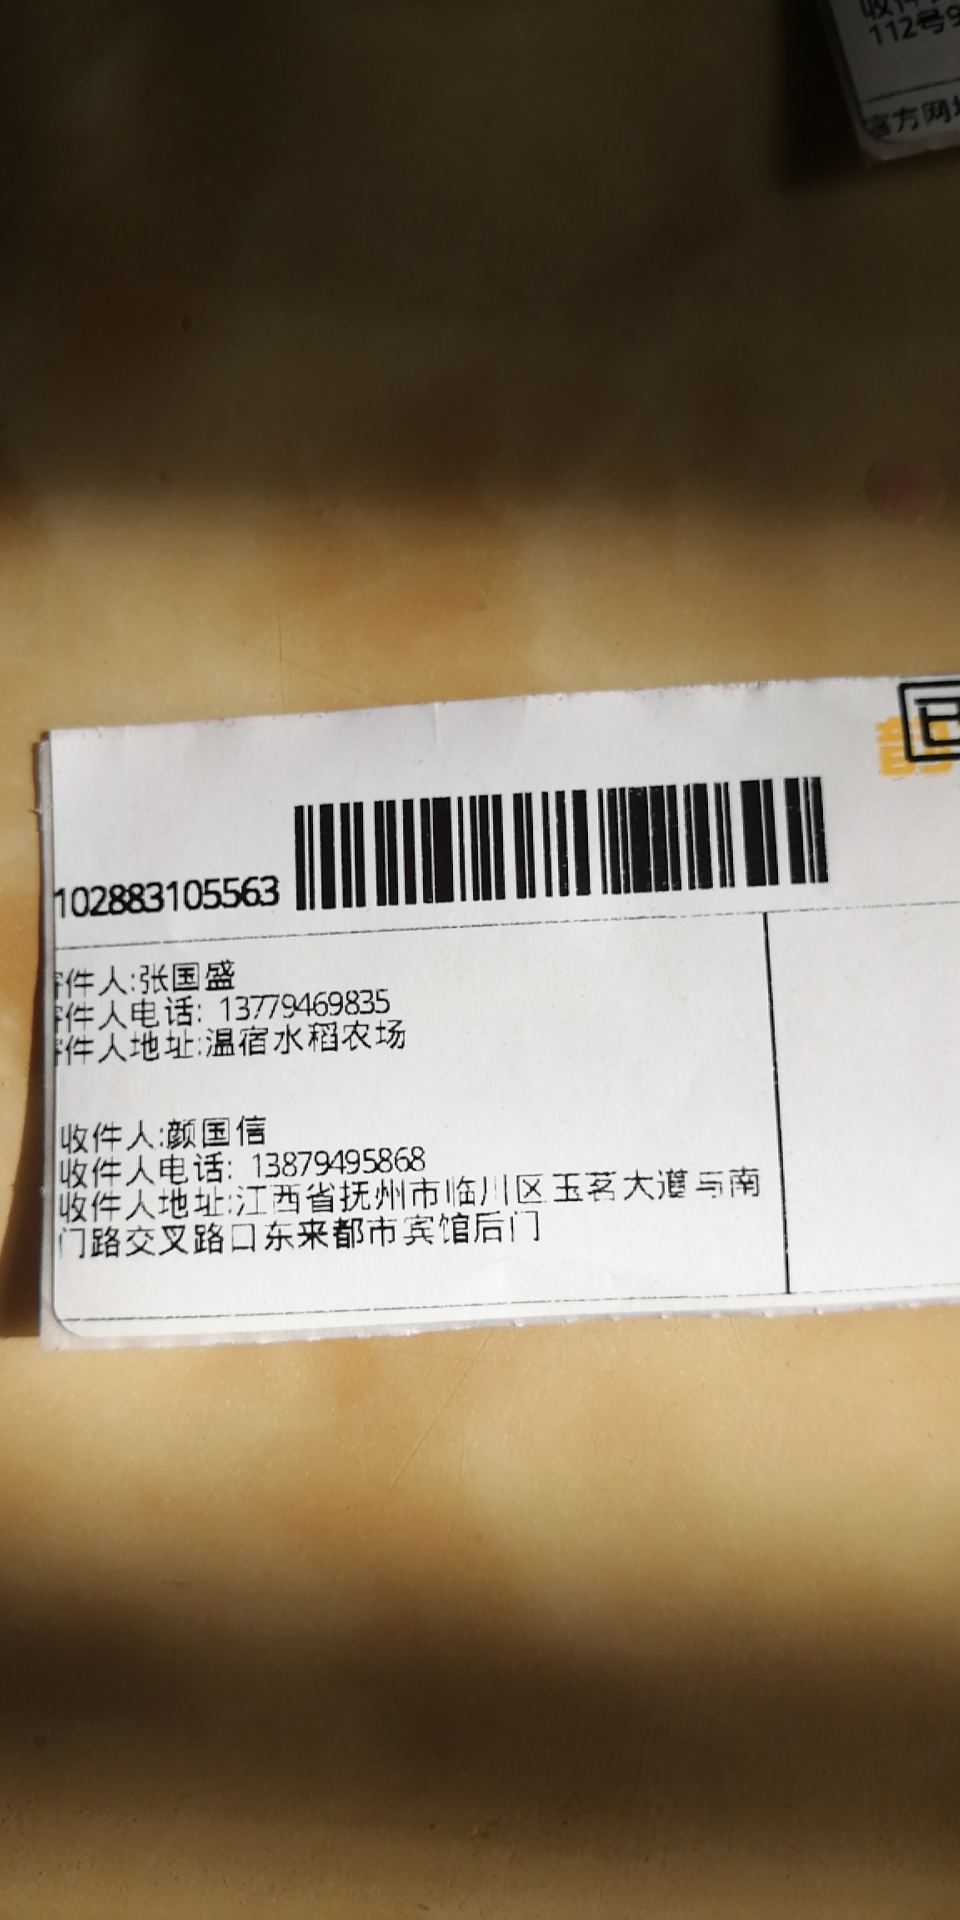 112号
官方网
已
102883105563
件人:张国盛
件人电话: 13779469835
件人地址:温宿水稻农场
收件人:颜国信
收件人电话: 13879495868
收件人地址:江西省抚州市临川区玉茗大道与南
门路交叉路口东来都市宾馆后门